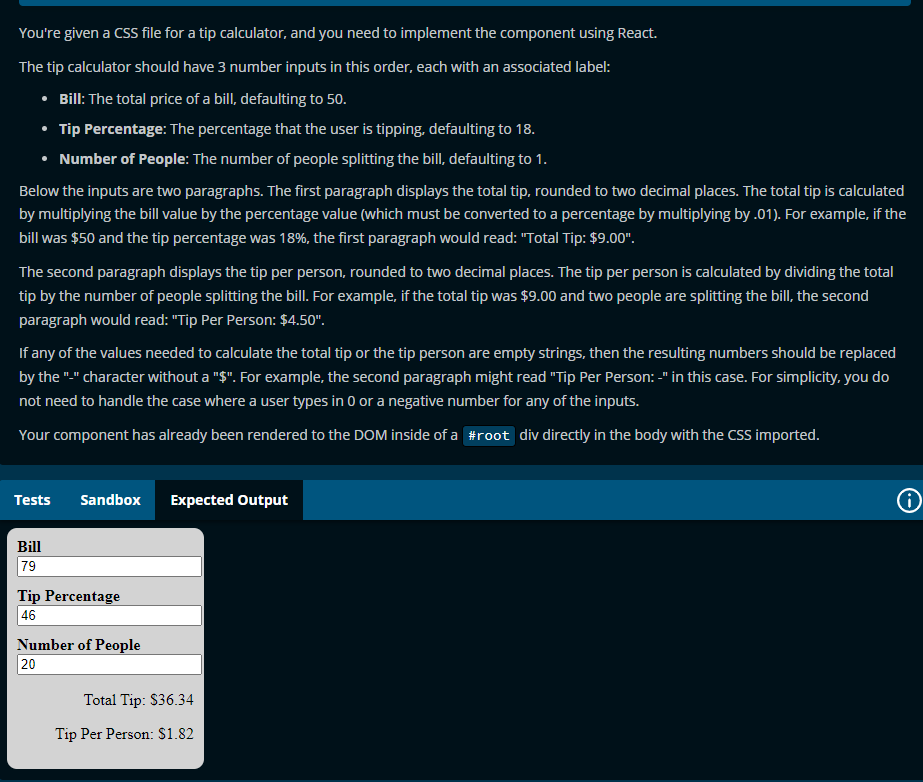 You're given a CSS file for a tip calculator, and you need to implement the component using React.
The tip calculator should have 3 number inputs in this order, each with an associated label:
• Bill: The total price of a bill, defaulting to 50.
• Tip Percentage: The percentage that the user is tipping, defaulting to 18.
• Number of People: The number of people splitting the bill, defaulting to 1.
Below the inputs are two paragraphs. The first paragraph displays the total tip, rounded to two decimal places. The total tip is calculated
by multiplying the bill value by the percentage value (which must be converted to a percentage by multiplying by .01). For example, if the
bill was $50 and the tip percentage was 18%, the first paragraph would read: "Total Tip: $9.00".
The second paragraph displays the tip per person, rounded to two decimal places. The tip per person is calculated by dividing the total
tip by the number of people splitting the bill. For example, if the total tip was $9.00 and two people are splitting the bill, the second
paragraph would read: "Tip Per Person: $4.50".
If any of the values needed to calculate the total tip or the tip person are empty strings, then the resulting numbers should be replaced
by the "-" character without a "$". For example, the second paragraph might read "Tip Per Person: -" in this case. For simplicity, you do
not need to handle the case where a user types in 0 or a negative number for any of the inputs.
Your component has already been rendered to the DOM inside of a #root div directly in the body with the CSS imported.
Tests Sandbox Expected Output
Bill
79
Tip Percentage
46
Number of People
20
Total Tip: $36.34
Tip Per Person: $1.82